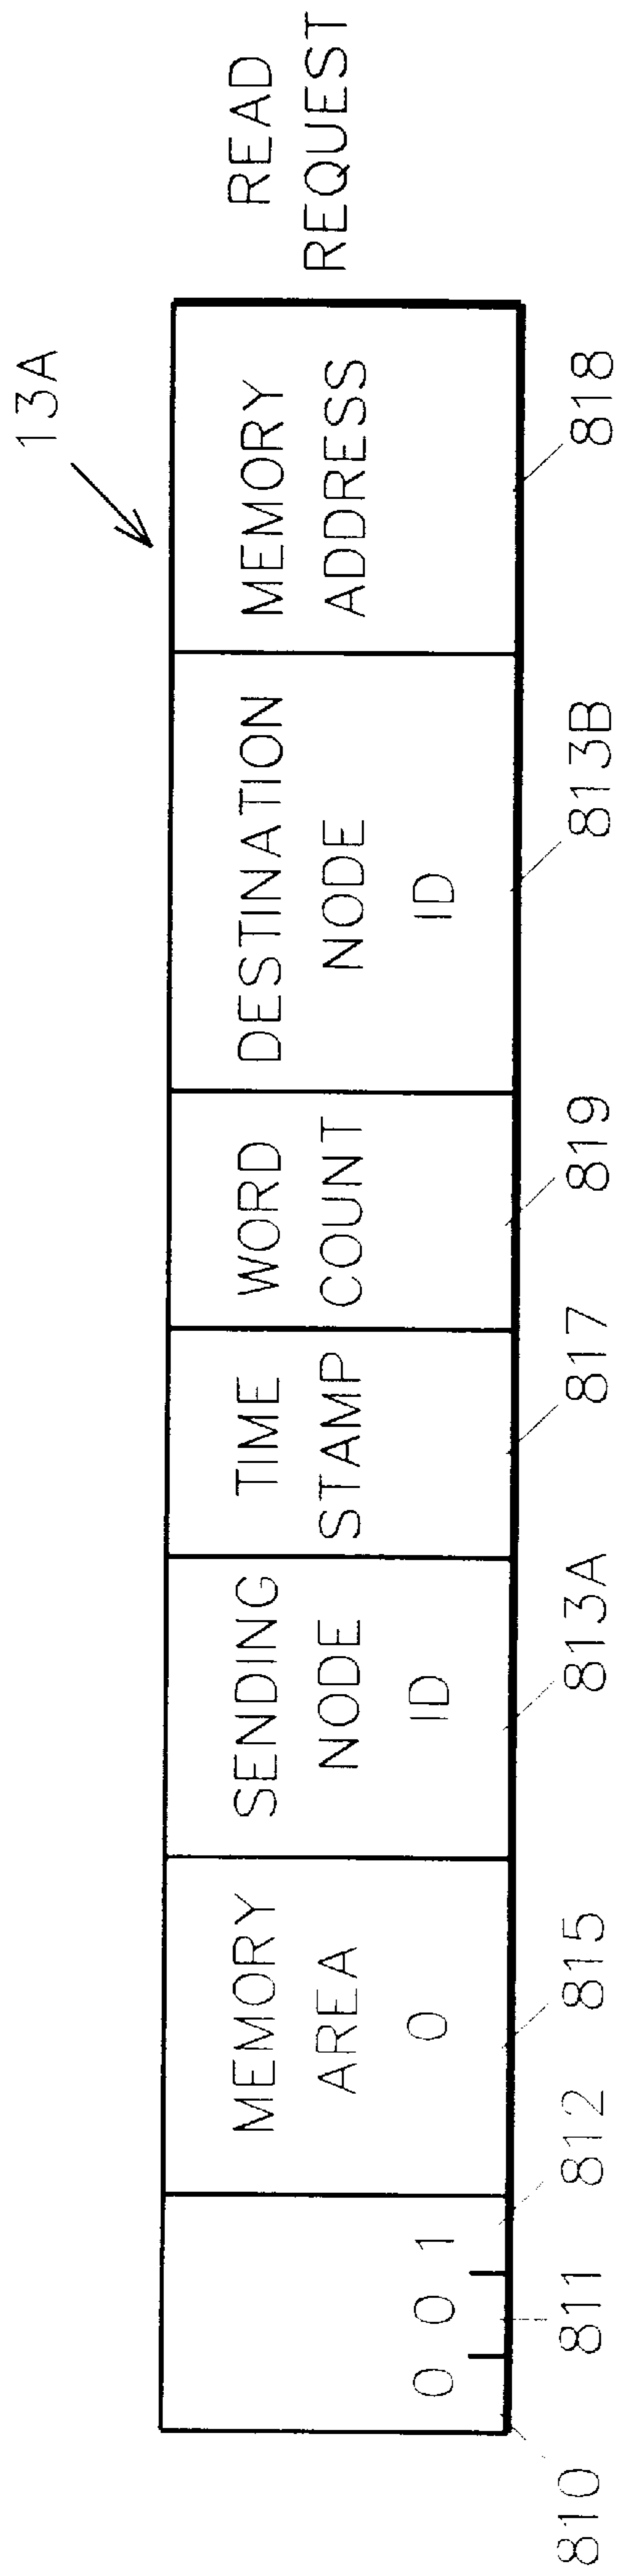 13A
READ
REQUEST
0 0 1
MEMORY
AREA
0
SENDING
NODE
ID
TIME
STAMP
WORD
COUNT
DESTINATION
NODE
ID
MEMORY
ADDRESS
810
811
812
815
813A
817
819
813B
818